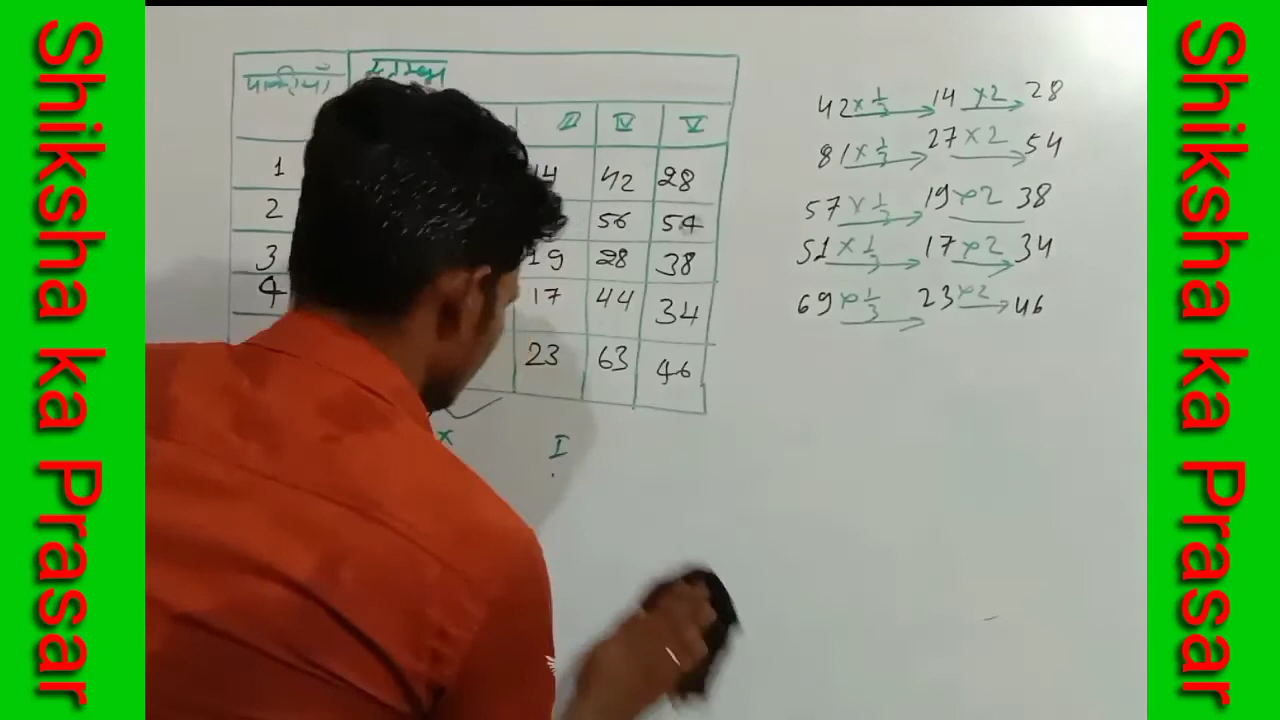 Shiksha ka Prasar
पंक्तियाँ
IV V
1 14 42 28
2 56 54
3 19 28 38
4 17 44 34
23 63 46
x I
42 × 1/3 → 14 ×2 → 28
81 × 1/3 → 27 ×2 → 54
57 × 1/3 → 19 ×2 38
51 × 1/3 → 17 ×2 → 34
69 × 1/3 → 23 ×2 → 46
Shiksha ka Prasar